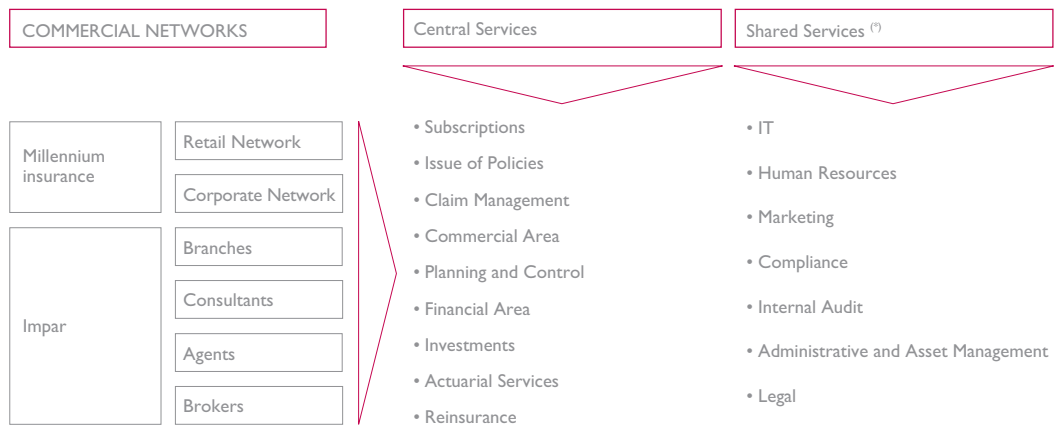 COMMERCIAL NETWORKS
Central Services
Shared Services (*)
Millennium
insurance
Retail Network
Corporate Network
Impar
Branches
Consultants
Agents
Brokers
• Subscriptions
• Issue of Policies
• Claim Management
• Commercial Area
• Planning and Control
• Financial Area
• Investments
• Actuarial Services
• Reinsurance
• IT
• Human Resources
• Marketing
• Compliance
• Internal Audit
• Administrative and Asset Management
• Legal